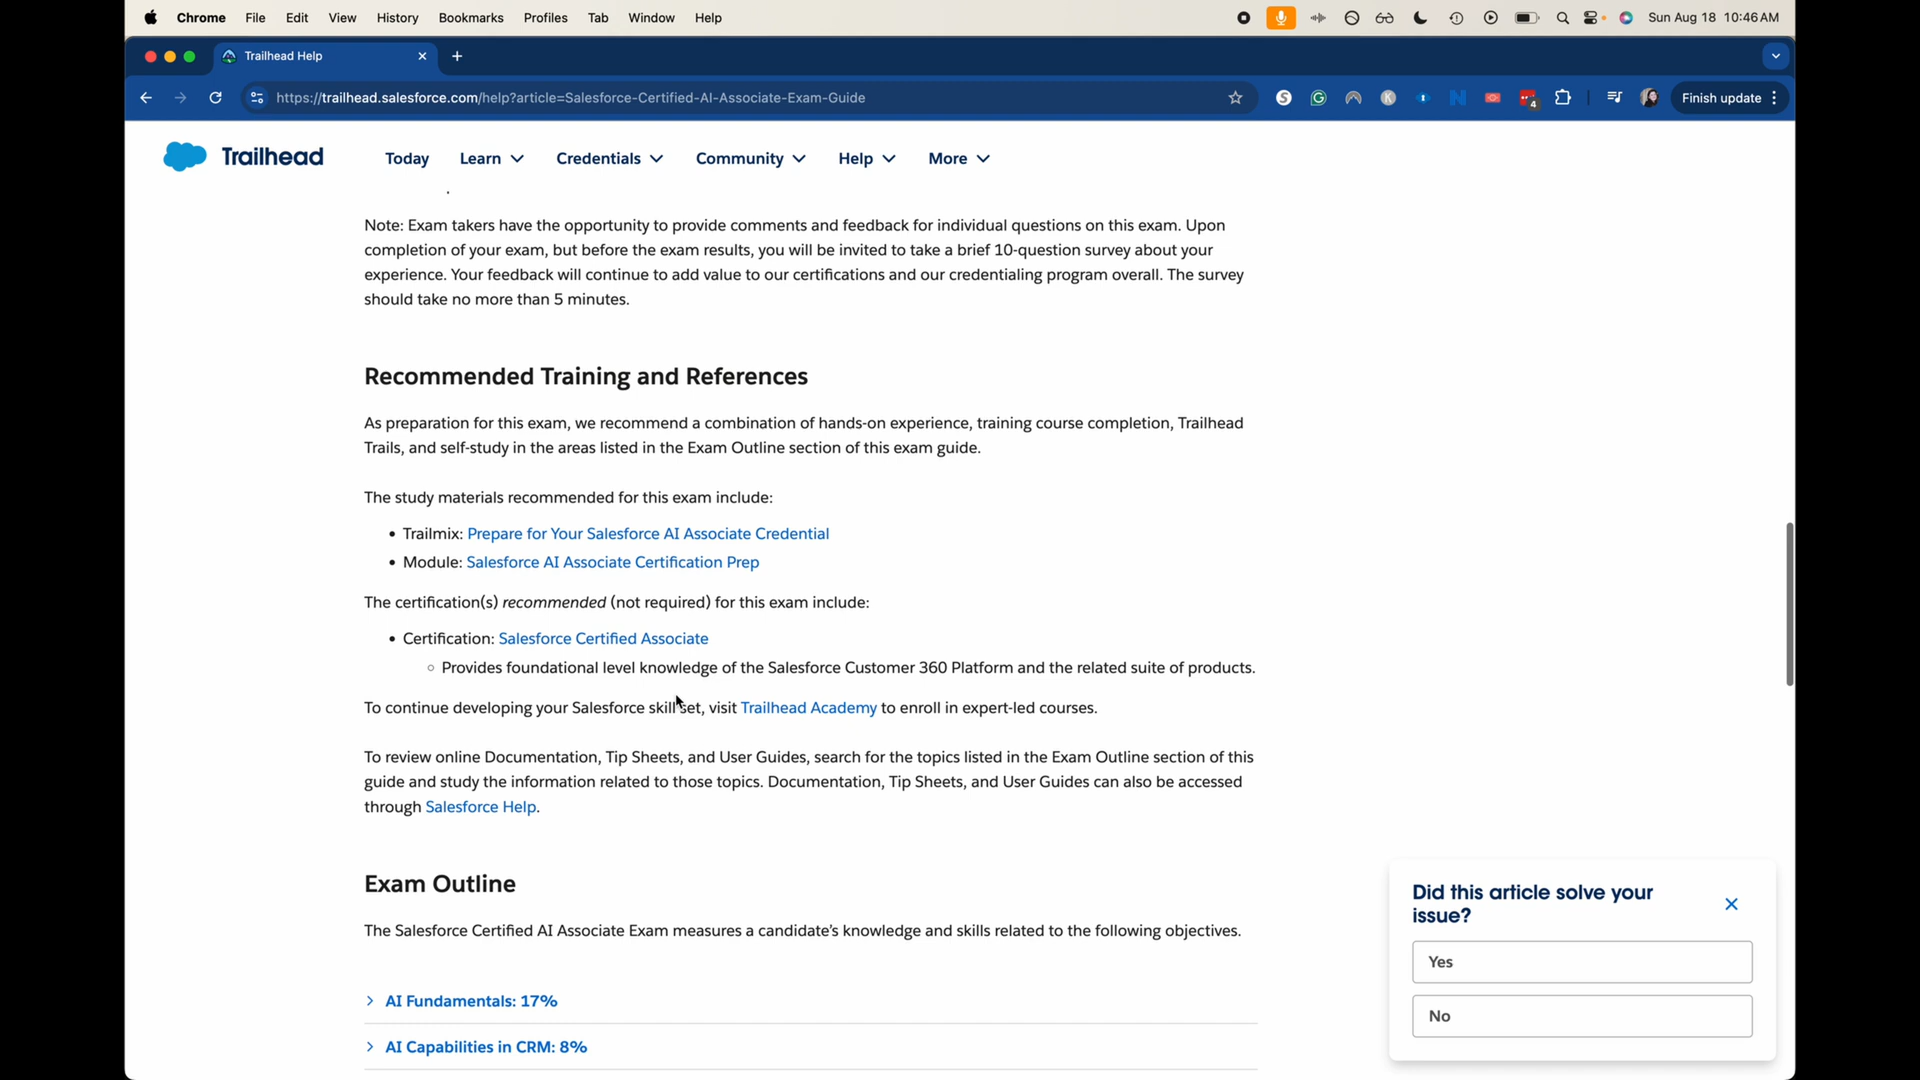 Chrome File Edit View History Bookmarks Profiles Tab Window Help Sun Aug 18 10:46 AM
Trailhead Help
https://trailhead.salesforce.com/help?article=Salesforce-Certified-AI-Associate-Exam-Guide
4
Finish update
Trailhead Today Learn Credentials Community Help More
Note: Exam takers have the opportunity to provide comments and feedback for individual questions on this exam. Upon
completion of your exam, but before the exam results, you will be invited to take a brief 10-question survey about your
experience. Your feedback will continue to add value to our certifications and our credentialing program overall. The survey
should take no more than 5 minutes.
Recommended Training and References
As preparation for this exam, we recommend a combination of hands-on experience, training course completion, Trailhead
Trails, and self-study in the areas listed in the Exam Outline section of this exam guide.
The study materials recommended for this exam include:
• Trailmix: Prepare for Your Salesforce AI Associate Credential
• Module: Salesforce AI Associate Certification Prep
The certification(s) recommended (not required) for this exam include:
• Certification: Salesforce Certified Associate
○ Provides foundational level knowledge of the Salesforce Customer 360 Platform and the related suite of products.
To continue developing your Salesforce skill set, visit Trailhead Academy to enroll in expert-led courses.
To review online Documentation, Tip Sheets, and User Guides, search for the topics listed in the Exam Outline section of this
guide and study the information related to those topics. Documentation, Tip Sheets, and User Guides can also be accessed
through Salesforce Help.
Exam Outline
The Salesforce Certified AI Associate Exam measures a candidate's knowledge and skills related to the following objectives.
AI Fundamentals: 17%
AI Capabilities in CRM: 8%
Did this article solve your
issue?
Yes
No